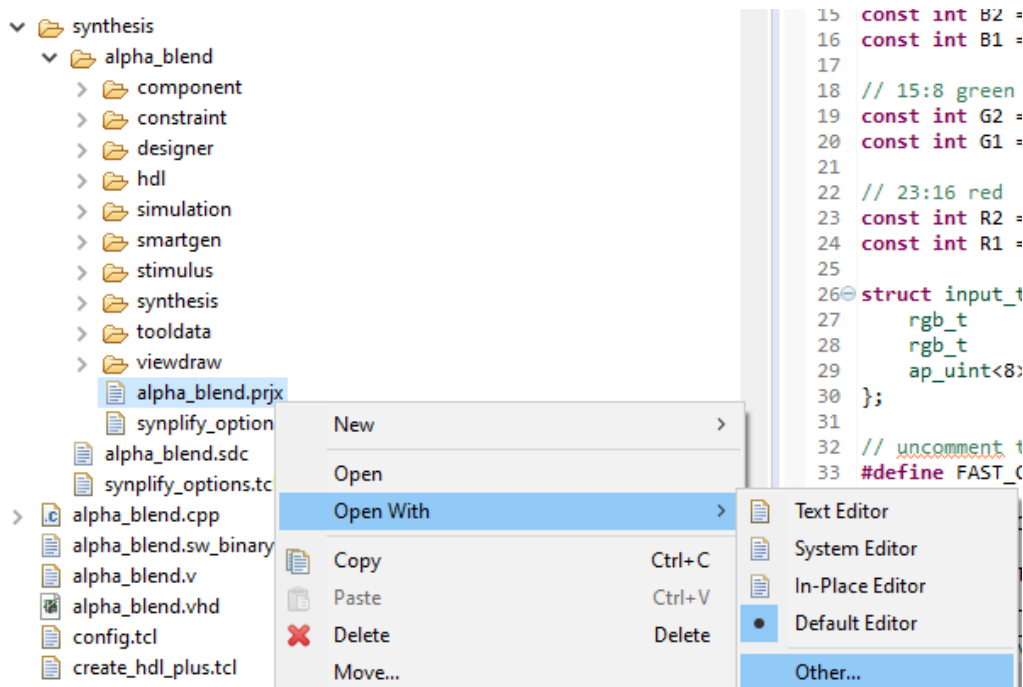 synthesis
alpha_blend
component
constraint
designer
hdl
simulation
smartgen
stimulus
synthesis
tooldata
viewdraw
alpha_blend.prjx
synplify_option
alpha_blend.sdc
synplify_options.tcl
alpha_blend.cpp
alpha_blend.sw_binary
alpha_blend.v
alpha_blend.vhd
config.tcl
create_hdl_plus.tcl
New
Open
Open With
Copy Ctrl+C
Paste Ctrl+V
Delete Delete
Move...
Text Editor
System Editor
In-Place Editor
Default Editor
Other...
15 const int B2 =
16 const int B1 =
17
18 // 15:8 green
19 const int G2 =
20 const int G1 =
21
22 // 23:16 red
23 const int R2 =
24 const int R1 =
25
26 struct input_t
27 rgb_t
28 rgb_t
29 ap_uint<8>
30 };
31
32 // uncomment t
33 #define FAST_C